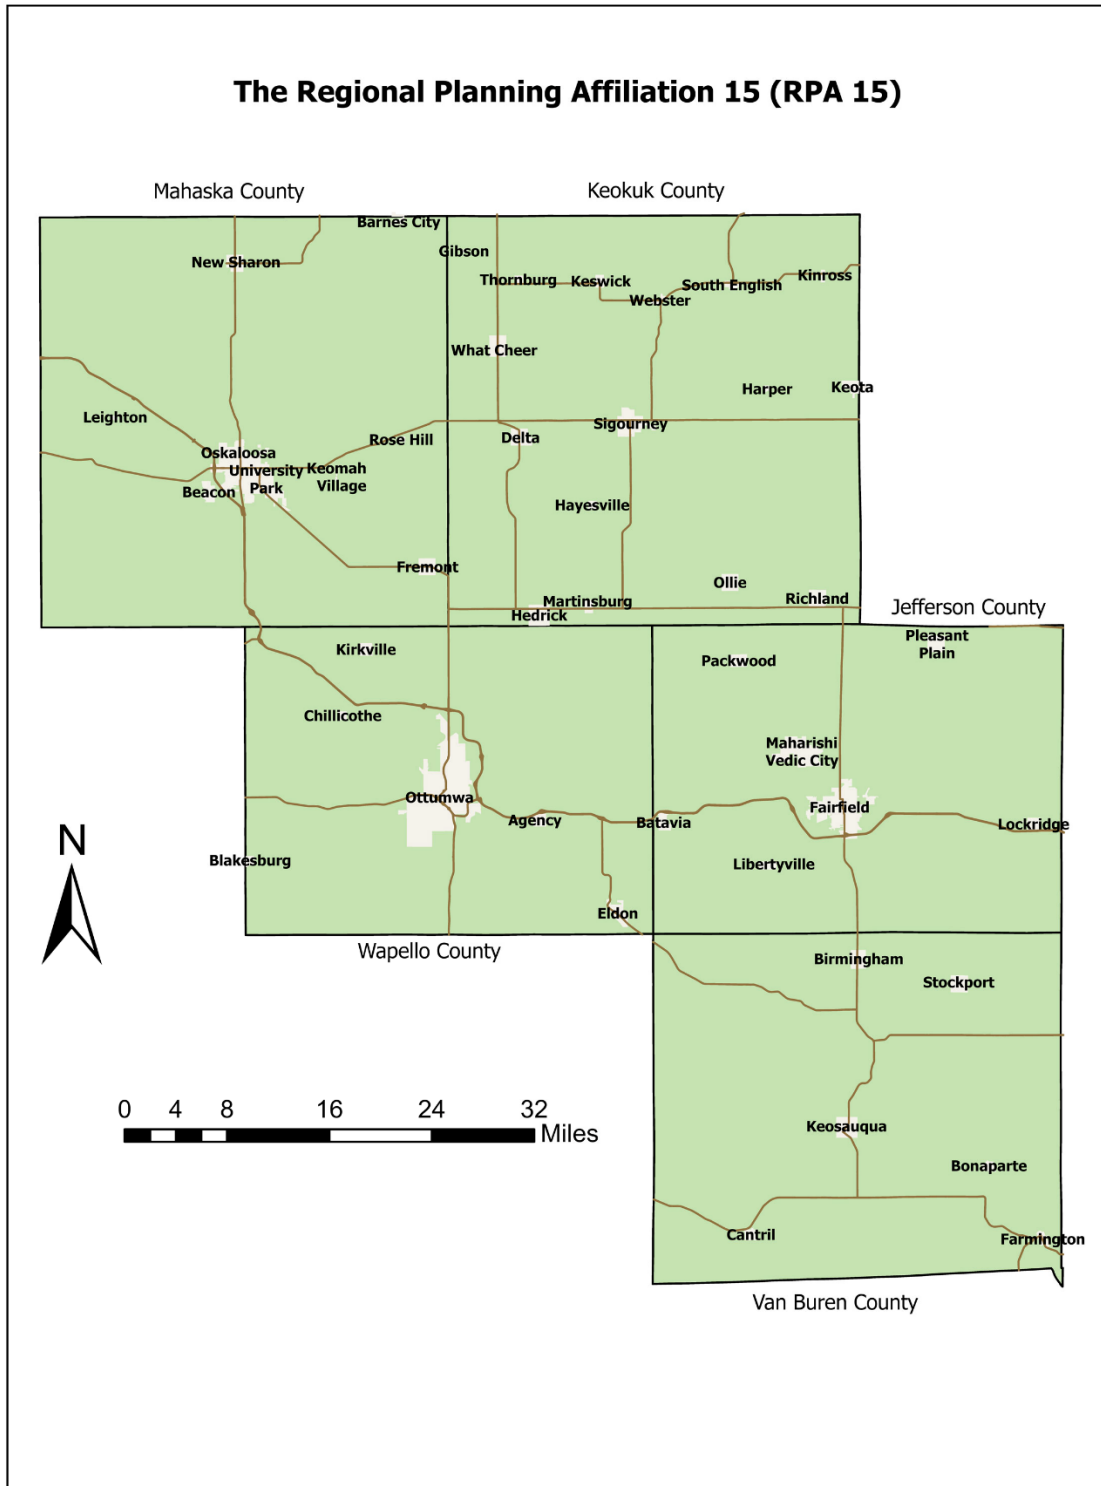 The Regional Planning Affiliation 15 (RPA 15)
Mahaska County
Keokuk County
Barnes City
Gibson
New Sharon
Thornburg
Keswick
Webster
South English
Kinross
What Cheer
Harper
Keota
Leighton
Rose Hill
Delta
Sigourney
Oskaloosa
University
Park
Keomah
Village
Beacon
Hayesville
Fremont
Ollie
Martinsburg
Richland
Hedrick
Jefferson County
Kirkville
Packwood
Pleasant
Plain
Chillicothe
Maharishi
Vedic City
Ottumwa
Agency
Batavia
Fairfield
Lockridge
Blakesburg
Libertyville
Eldon
N
Wapello County
Birmingham
Stockport
0 4 8 16 24 32
Miles
Keosauqua
Bonaparte
Cantril
Farmington
Van Buren County